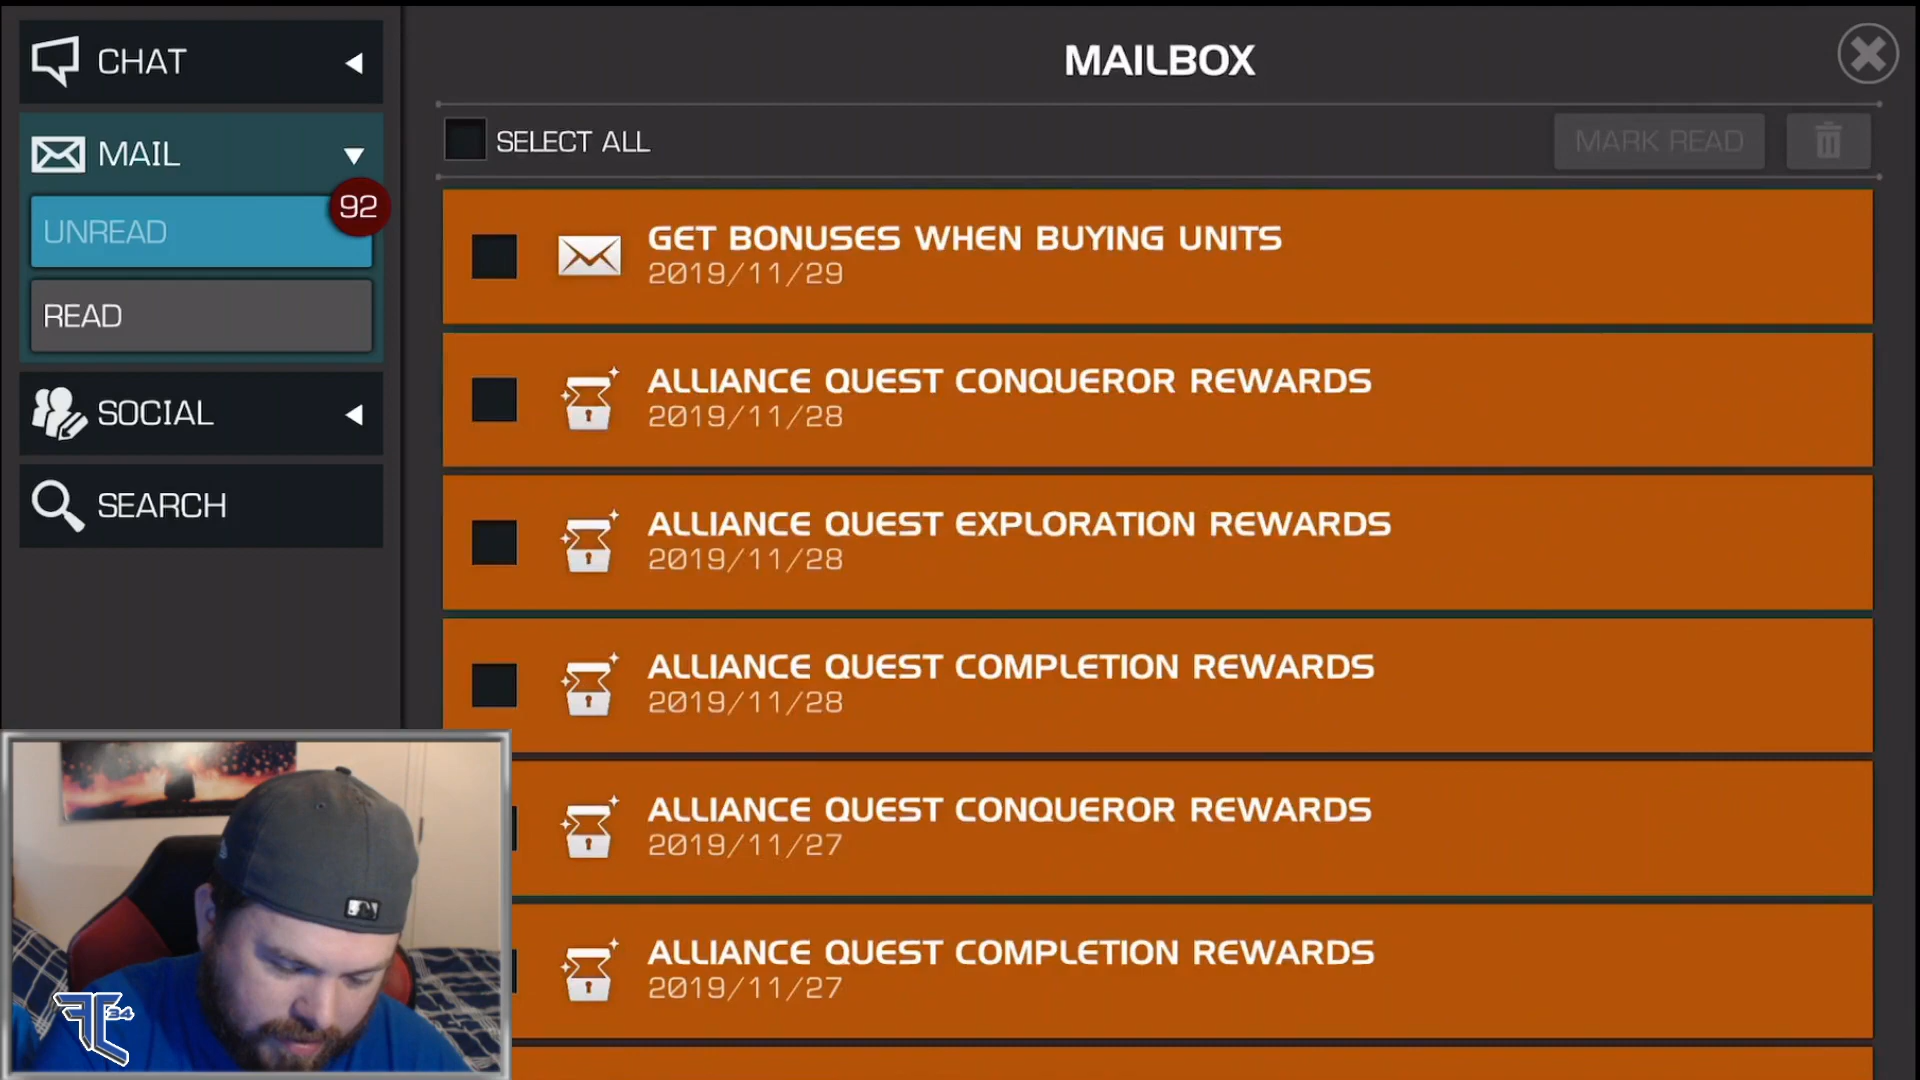 CHAT
MAIL
92
UNREAD
READ
SOCIAL
SEARCH
MAILBOX
SELECT ALL
MARK READ
GET BONUSES WHEN BUYING UNITS
2019/11/29
ALLIANCE QUEST CONQUEROR REWARDS
2019/11/28
ALLIANCE QUEST EXPLORATION REWARDS
2019/11/28
ALLIANCE QUEST COMPLETION REWARDS
2019/11/28
ALLIANCE QUEST CONQUEROR REWARDS
2019/11/27
ALLIANCE QUEST COMPLETION REWARDS
2019/11/27
34